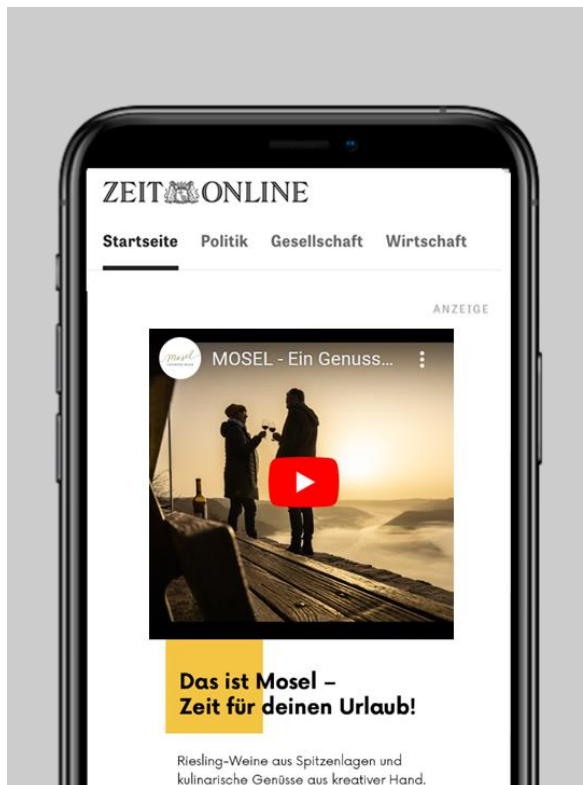 ZEIT ONLINE
Startseite Politik Gesellschaft Wirtschaft
ANZEIGE
Mosel
MOSEL - Ein Genuss...
Das ist Mosel –
Zeit für deinen Urlaub!
Riesling-Weine aus Spitzenlagen und
kulinarische Genüsse aus kreativer Hand.